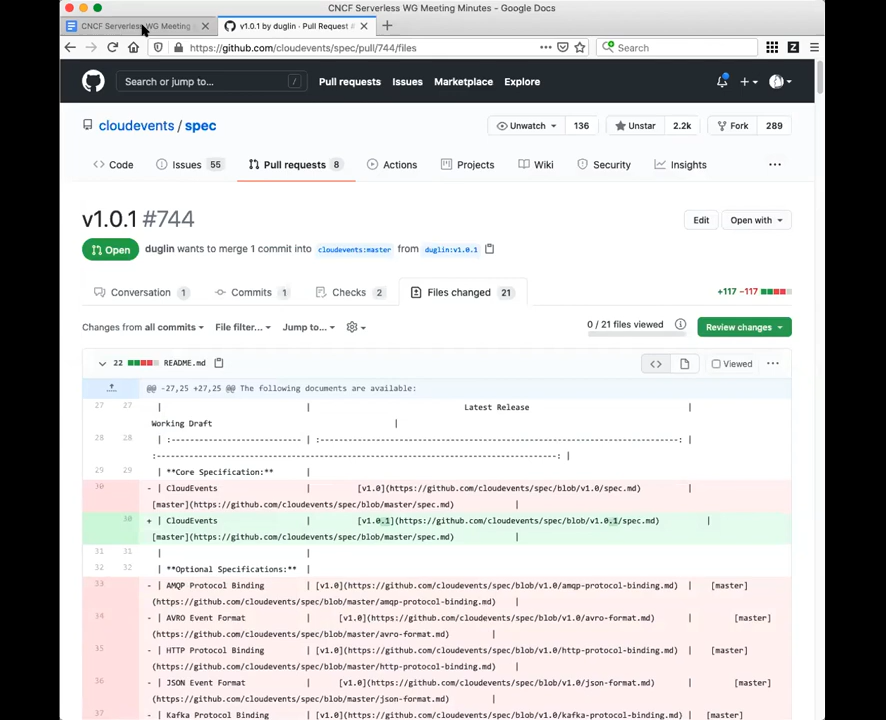 CNCF Serverless WG Meeting Minutes - Google Docs
CNCF Serverless WG Meeting
v1.0.1 by duglin · Pull Request #
https://github.com/cloudevents/spec/pull/744/files
Search
Search or jump to...
/
Pull requests
Issues
Marketplace
Explore
cloudevents / spec
Unwatch
136
Unstar
2.2k
Fork
289
Code
Issues 55
Pull requests 8
Actions
Projects
Wiki
Security
Insights
v1.0.1 #744
Edit
Open with
Open
duglin wants to merge 1 commit into cloudevents:master from duglin:v1.0.1
Conversation 1
Commits 1
Checks 2
Files changed 21
+117 −117
Changes from all commits
File filter...
Jump to...
0 / 21 files viewed
Review changes
22 README.md
Viewed
@@ -27,25 +27,25 @@ The following documents are available:
27 27 | | Latest Release |
Working Draft |
28 28 | :--------------------------- | :----------------------------------------------------------------------------: |
:----------------------------------------------------------------------------: |
29 29 | **Core Specification:** |
30 - | CloudEvents [v1.0](https://github.com/cloudevents/spec/blob/v1.0/spec.md) |
[master](https://github.com/cloudevents/spec/blob/master/spec.md) |
30 + | CloudEvents [v1.0.1](https://github.com/cloudevents/spec/blob/v1.0.1/spec.md) |
[master](https://github.com/cloudevents/spec/blob/master/spec.md) |
31 31 | |
32 32 | **Optional Specifications:** |
33 - | AMQP Protocol Binding | [v1.0](https://github.com/cloudevents/spec/blob/v1.0/amqp-protocol-binding.md) | [master]
(https://github.com/cloudevents/spec/blob/master/amqp-protocol-binding.md) |
34 - | AVRO Event Format | [v1.0](https://github.com/cloudevents/spec/blob/v1.0/avro-format.md) | [master]
(https://github.com/cloudevents/spec/blob/master/avro-format.md) |
35 - | HTTP Protocol Binding | [v1.0](https://github.com/cloudevents/spec/blob/v1.0/http-protocol-binding.md) | [master]
(https://github.com/cloudevents/spec/blob/master/http-protocol-binding.md) |
36 - | JSON Event Format | [v1.0](https://github.com/cloudevents/spec/blob/v1.0/json-format.md) | [master]
(https://github.com/cloudevents/spec/blob/master/json-format.md) |
37 - | Kafka Protocol Binding | [v1.0](https://github.com/cloudevents/spec/blob/v1.0/kafka-protocol-binding.md) | [master]